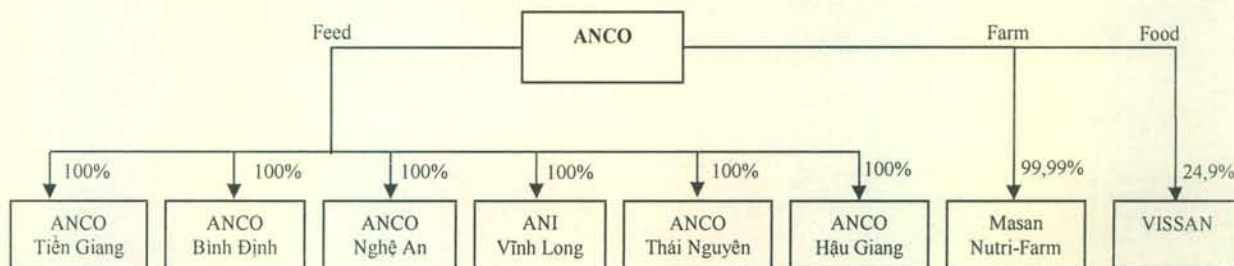 ANCO
Feed
Farm
Food
100%
100%
100%
100%
100%
100%
99,99%
24,9%
ANCO
Tiền Giang
ANCO
Bình Định
ANCO
Nghệ An
ANI
Vĩnh Long
ANCO
Thái Nguyên
ANCO
Hậu Giang
Masan
Nutri-Farm
VISSAN